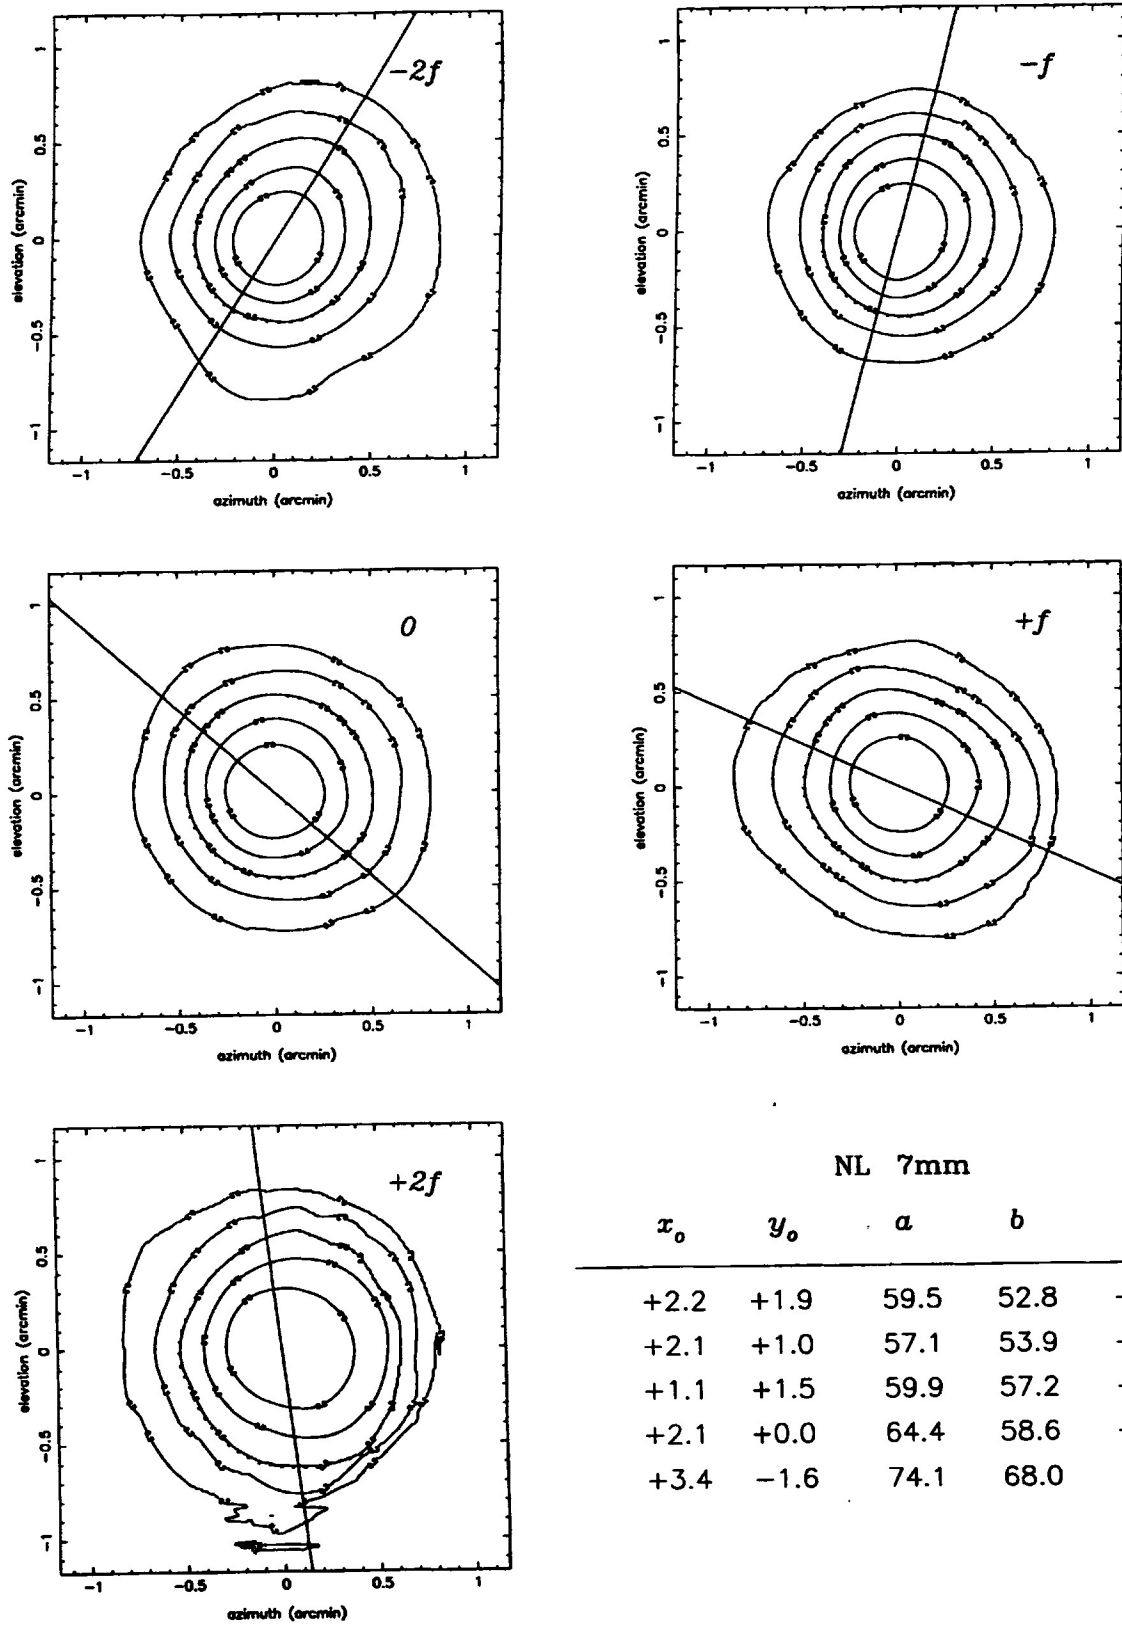 -2f
-f
1
0.5
0
-0.5
-1
elevation (arcmin)
-1
-0.5
0
0.5
1
azimuth (arcmin)
1
0.5
0
-0.5
-1
elevation (arcmin)
-1
-0.5
0
0.5
1
azimuth (arcmin)
0
+f
1
0.5
0
-0.5
-1
elevation (arcmin)
-1
-0.5
0
0.5
1
azimuth (arcmin)
1
0.5
0
-0.5
-1
elevation (arcmin)
-1
-0.5
0
0.5
1
azimuth (arcmin)
+2f
1
0.5
0
-0.5
-1
elevation (arcmin)
-1
-0.5
0
0.5
1
azimuth (arcmin)
NL 7mm
x_o y_o a b
+2.2 +1.9 59.5 52.8
+2.1 +1.0 57.1 53.9
+1.1 +1.5 59.9 57.2
+2.1 +0.0 64.4 58.6
+3.4 -1.6 74.1 68.0